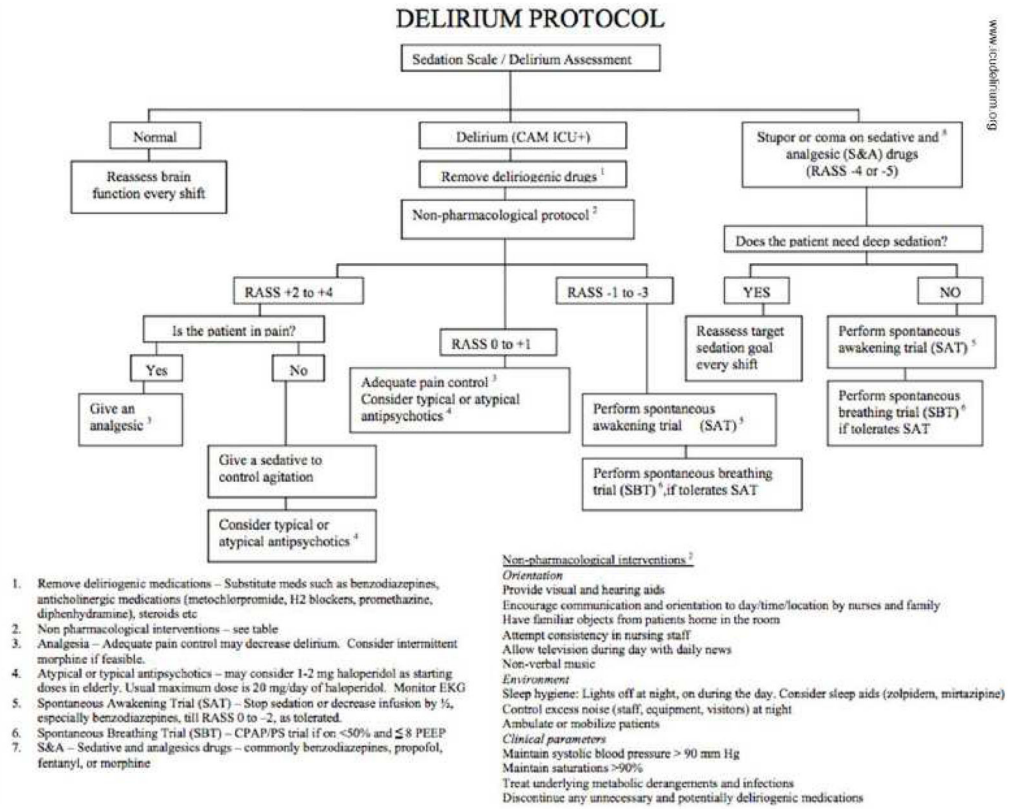 DELIRIUM PROTOCOL
www.icudelirium.org
Sedation Scale / Delirium Assessment
Normal
Reassess brain
function every shift
Delirium (CAM ICU+)
Remove deliriogenic drugs 1
Non-pharmacological protocol 2
Stupor or coma on sedative and 8
analgesic (S&A) drugs
(RASS -4 or -5)
Does the patient need deep sedation?
RASS +2 to +4
Is the patient in pain?
Yes
No
Give an
analgesic 3
Give a sedative to
control agitation
Consider typical or
atypical antipsychotics 4
RASS 0 to +1
Adequate pain control 3
Consider typical or atypical
antipsychotics 4
RASS -1 to -3
Perform spontaneous
awakening trial (SAT) 5
Perform spontaneous breathing
trial (SBT) 6,if tolerates SAT
YES
Reassess target
sedation goal
every shift
NO
Perform spontaneous
awakening trial (SAT) 5
Perform spontaneous
breathing trial (SBT) 6
if tolerates SAT
1. Remove deliriogenic medications – Substitute meds such as benzodiazepines,
anticholinergic medications (metochlorpromide, H2 blockers, promethazine,
diphenhydramine), steroids etc
2. Non pharmacological interventions – see table
3. Analgesia – Adequate pain control may decrease delirium. Consider intermittent
morphine if feasible.
4. Atypical or typical antipsychotics – may consider 1-2 mg haloperidol as starting
doses in elderly. Usual maximum dose is 20 mg/day of haloperidol. Monitor EKG
5. Spontaneous Awakening Trial (SAT) – Stop sedation or decrease infusion by ½,
especially benzodiazepines, till RASS 0 to –2, as tolerated.
6. Spontaneous Breathing Trial (SBT) – CPAP/PS trial if on <50% and ≤8 PEEP
7. S&A – Sedative and analgesics drugs – commonly benzodiazepines, propofol,
fentanyl, or morphine
Non-pharmacological interventions 2
Orientation
Provide visual and hearing aids
Encourage communication and orientation to day/time/location by nurses and family
Have familiar objects from patients home in the room
Attempt consistency in nursing staff
Allow television during day with daily news
Non-verbal music
Environment
Sleep hygiene: Lights off at night, on during the day. Consider sleep aids (zolpidem, mirtazipine)
Control excess noise (staff, equipment, visitors) at night
Ambulate or mobilize patients
Clinical parameters
Maintain systolic blood pressure > 90 mm Hg
Maintain saturations >90%
Treat underlying metabolic derangements and infections
Discontinue any unnecessary and potentially deliriogenic medications